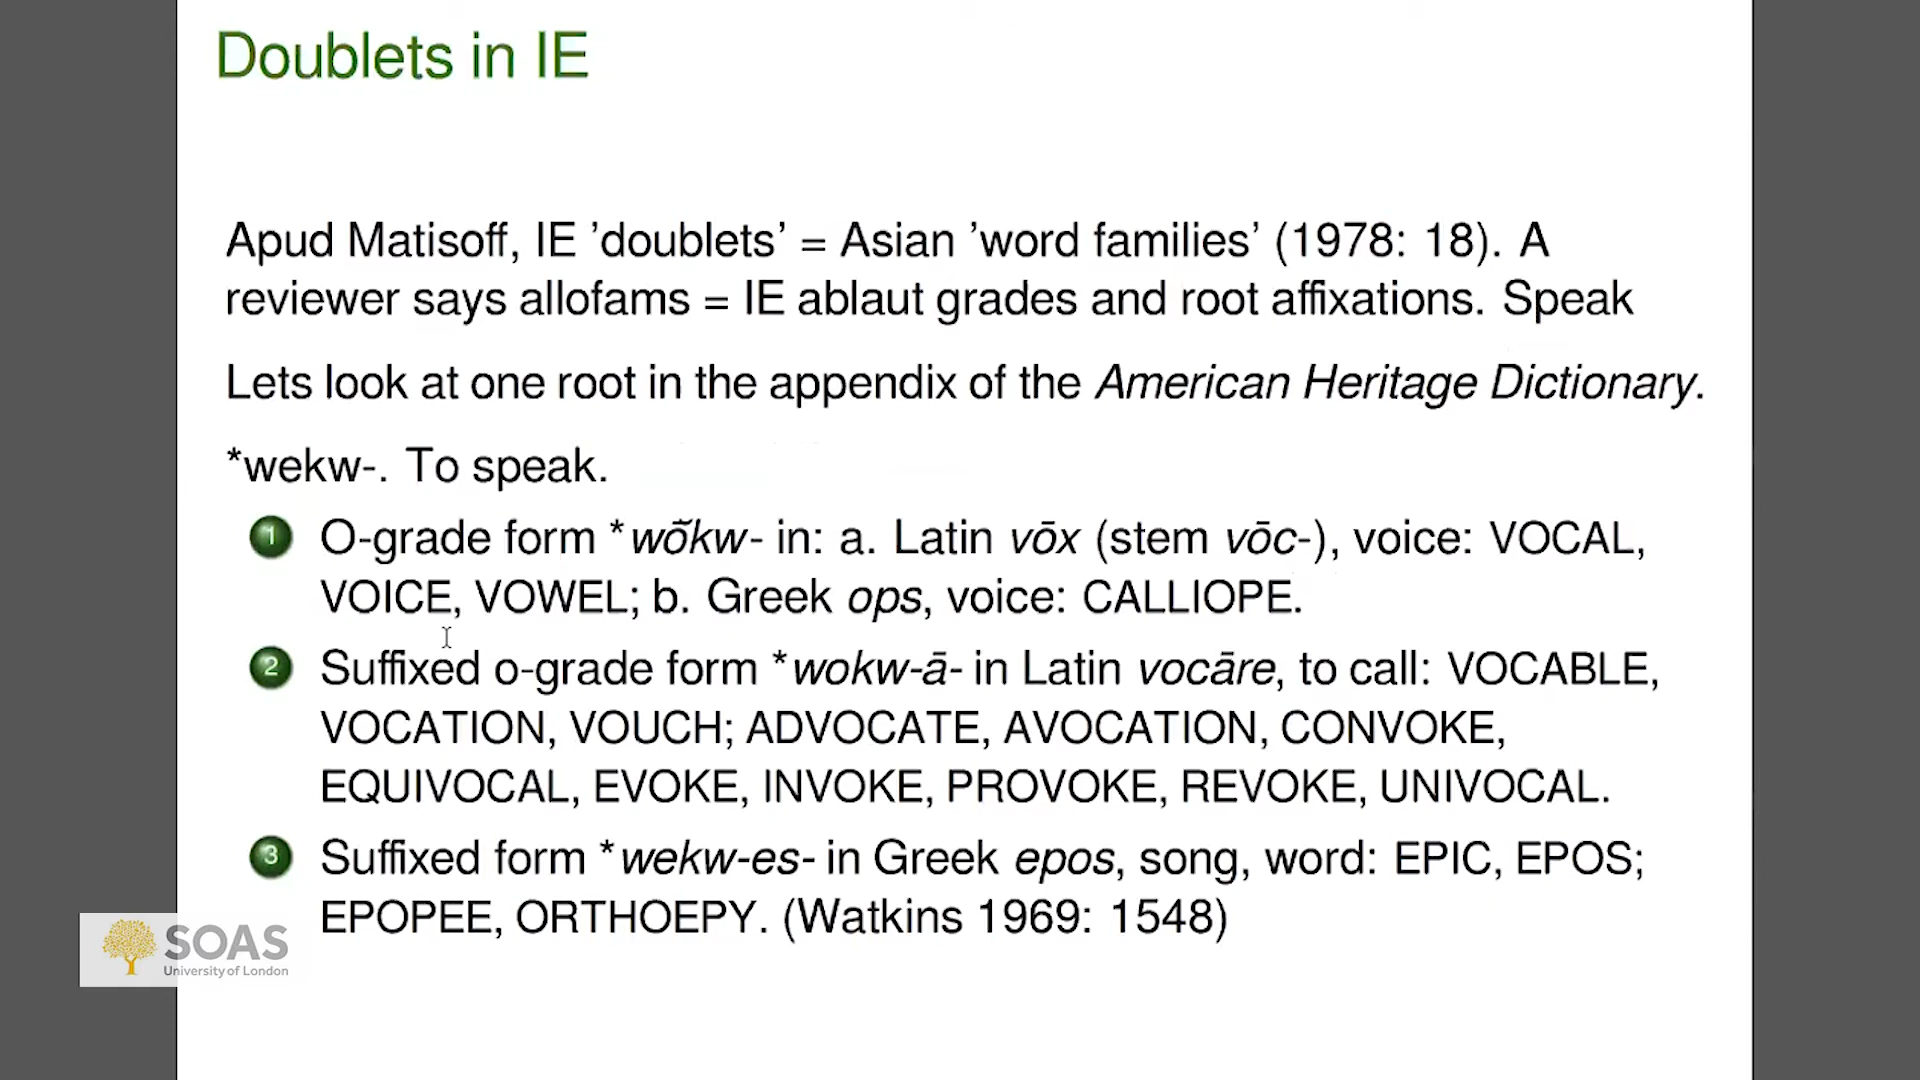 Doublets in IE
Apud Matisoff, IE 'doublets' = Asian 'word families' (1978: 18). A
reviewer says allofams = IE ablaut grades and root affixations. Speak
Lets look at one root in the appendix of the American Heritage Dictionary.
*wekw-. To speak.
1 O-grade form *wō̆kw- in: a. Latin vōx (stem vōc-), voice: VOCAL,
VOICE, VOWEL; b. Greek ops, voice: CALLIOPE.
2 Suffixed o-grade form *wokw-ā- in Latin vocāre, to call: VOCABLE,
VOCATION, VOUCH; ADVOCATE, AVOCATION, CONVOKE,
EQUIVOCAL, EVOKE, INVOKE, PROVOKE, REVOKE, UNIVOCAL.
3 Suffixed form *wekw-es- in Greek epos, song, word: EPIC, EPOS;
EPOPEE, ORTHOEPY. (Watkins 1969: 1548)
SOAS
University of London